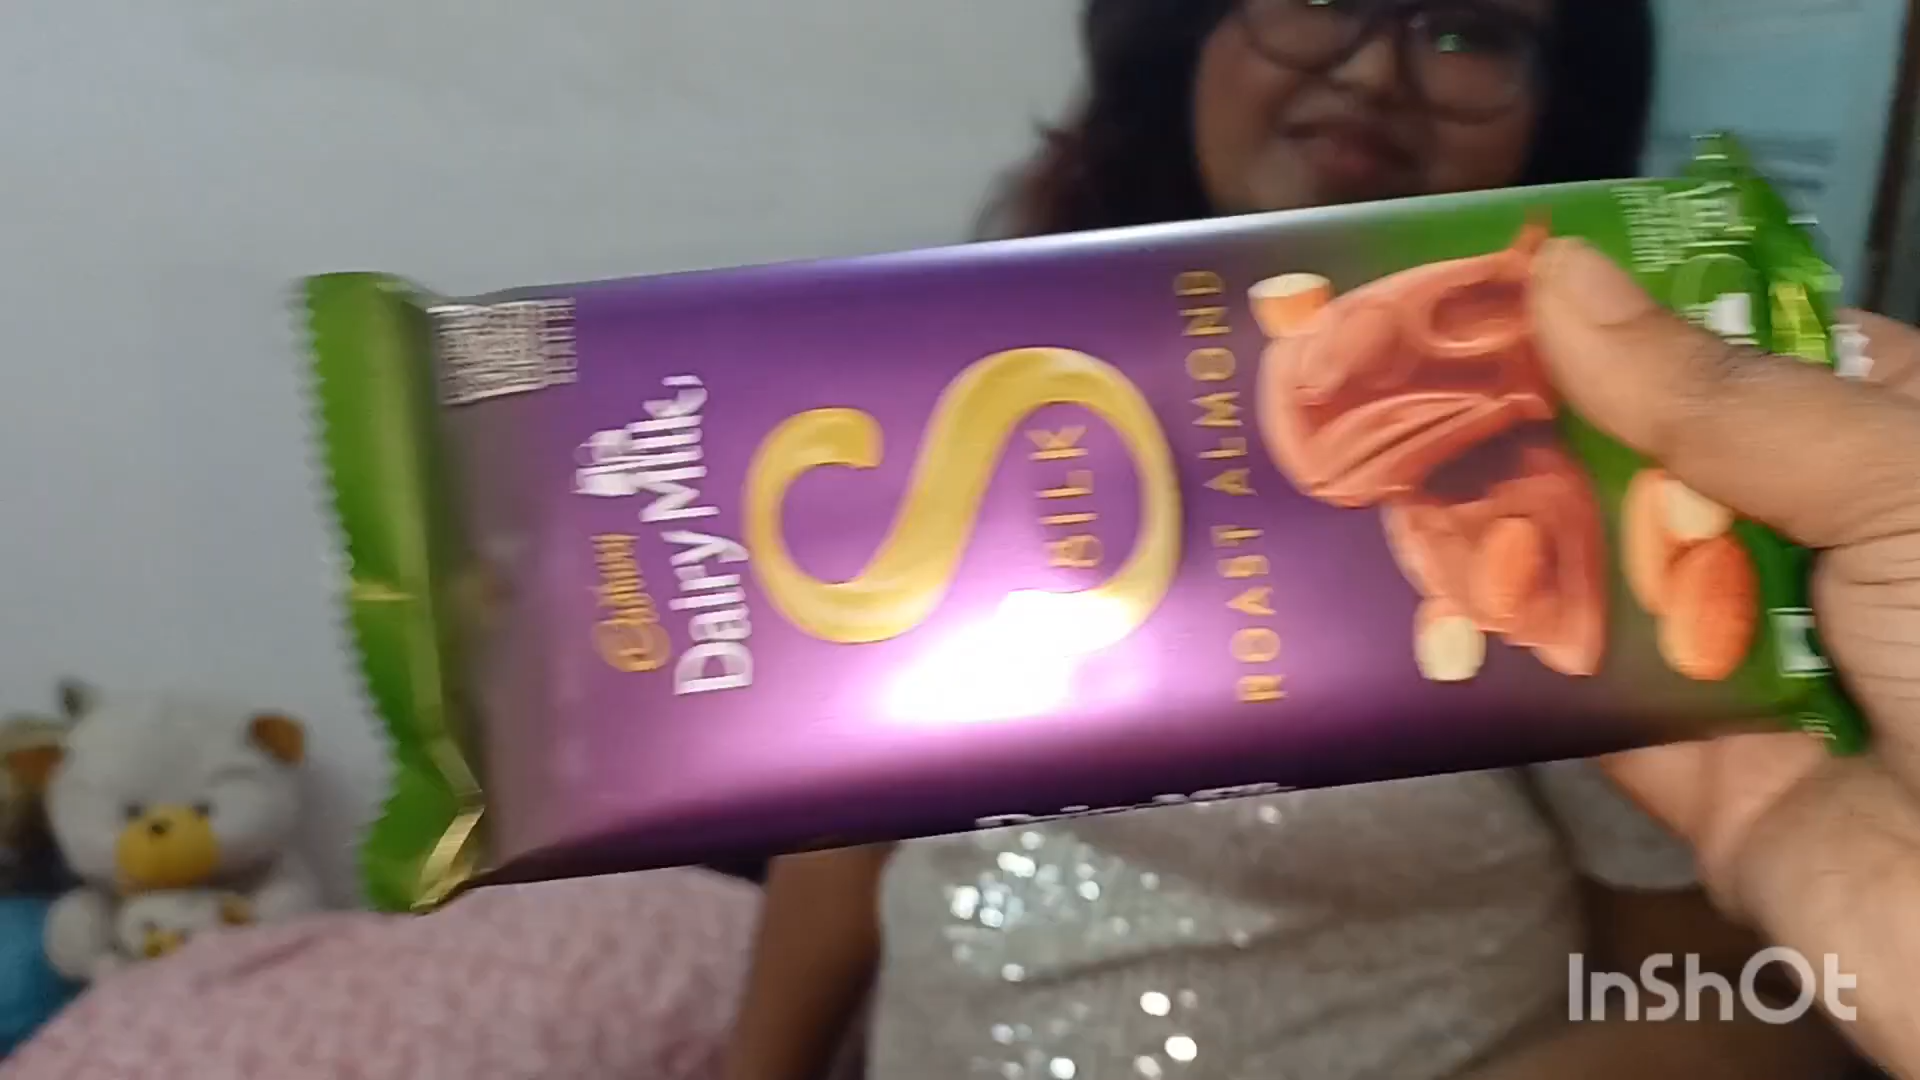 Cadbury
Dairy Milk
SILK
ROAST ALMOND
InShOt